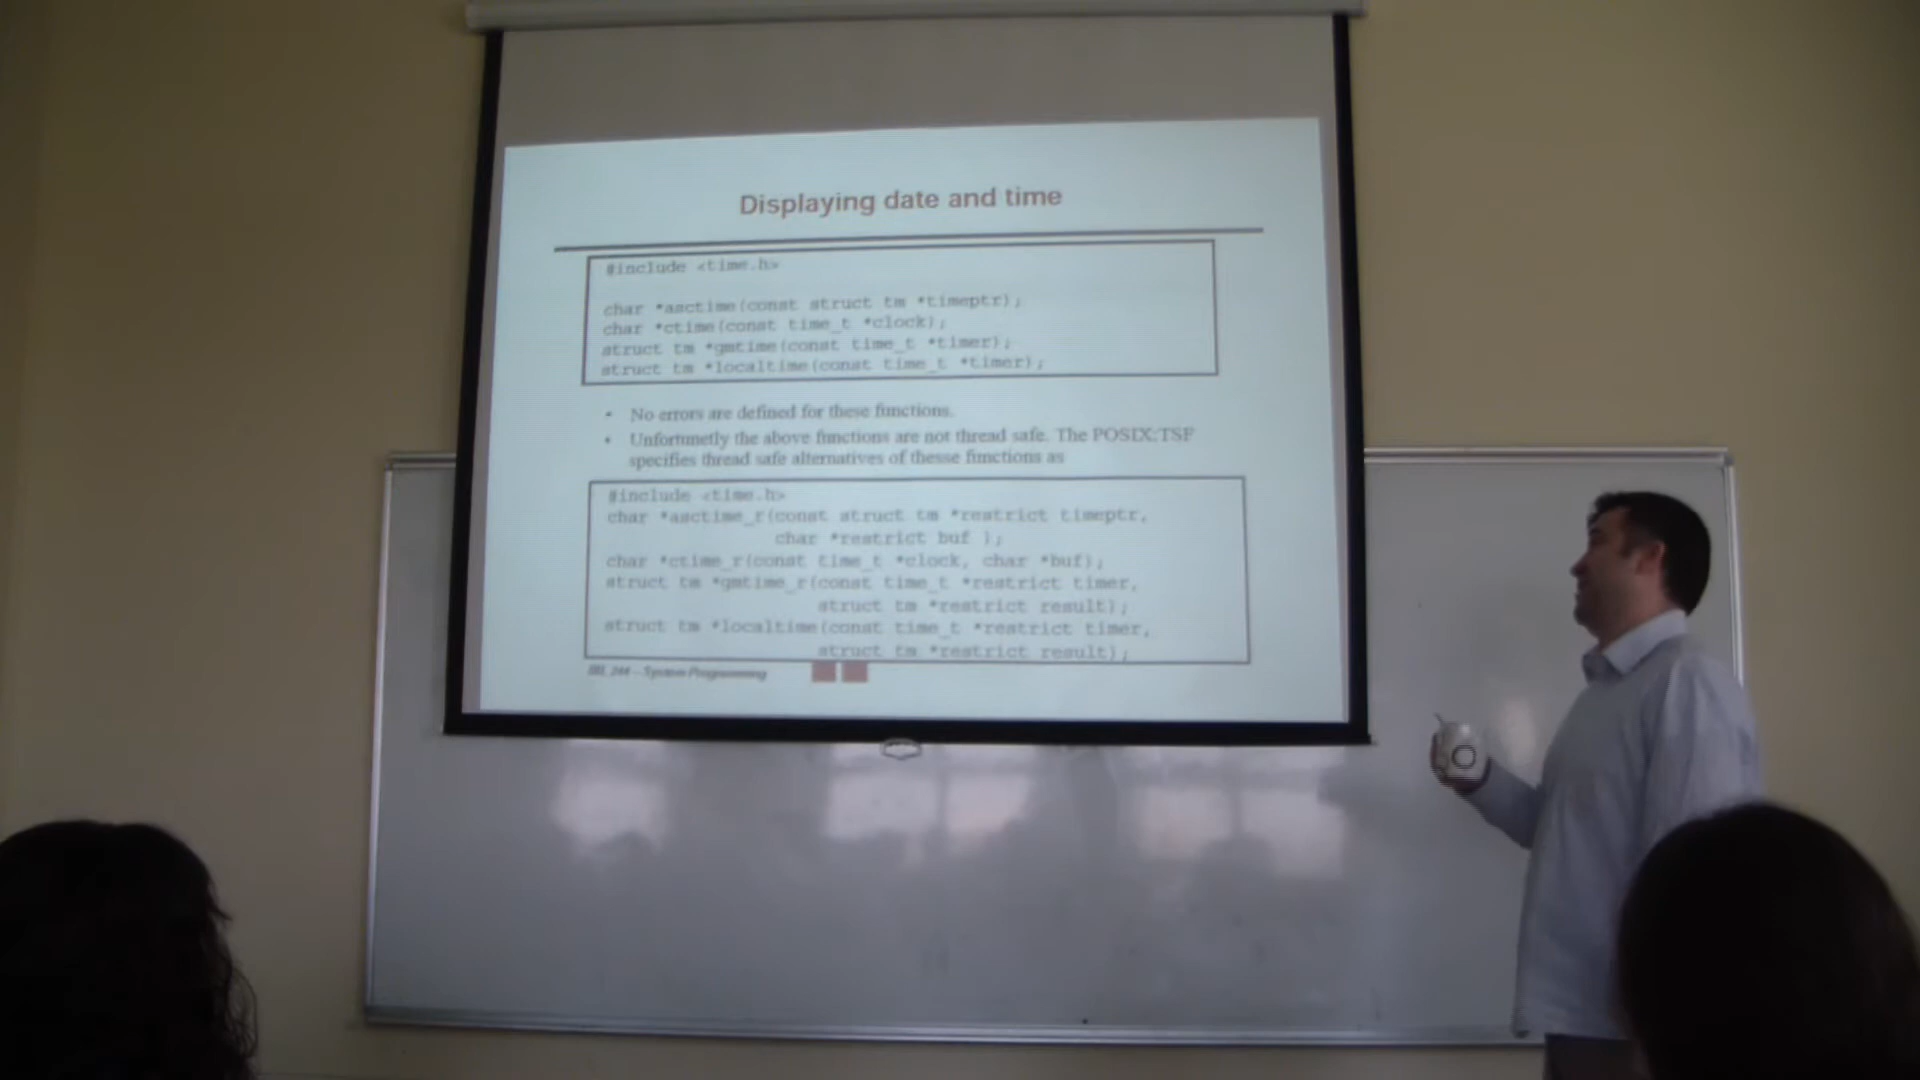 Displaying date and time
#include <time.h>
char *asctime(const struct tm *timeptr);
char *ctime(const time_t *clock);
struct tm *gmtime(const time_t *timer);
struct tm *localtime(const time_t *timer);
• No errors are defined for these functions.
• Unfortunetly the above functions are not thread safe. The POSIX:TSF
specifies thread safe alternatives of thesse functions as
#include <time.h>
char *asctime_r(const struct tm *restrict timeptr,
char *restrict buf );
char *ctime_r(const time_t *clock, char *buf);
struct tm *gmtime_r(const time_t *restrict timer,
struct tm *restrict result);
struct tm *localtime(const time_t *restrict timer,
struct tm *restrict result);
BIL 244 – System Programming